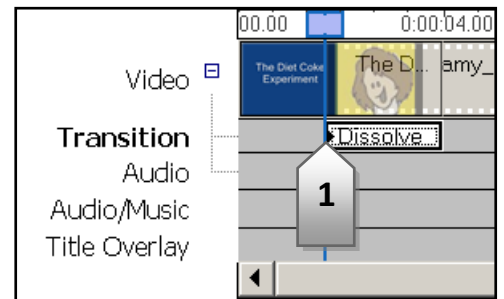 00.00 0:00:04.00
Video
The Diet Coke
Experiment
The D... amy_
Transition
Dissolve
Audio
1
Audio/Music
Title Overlay